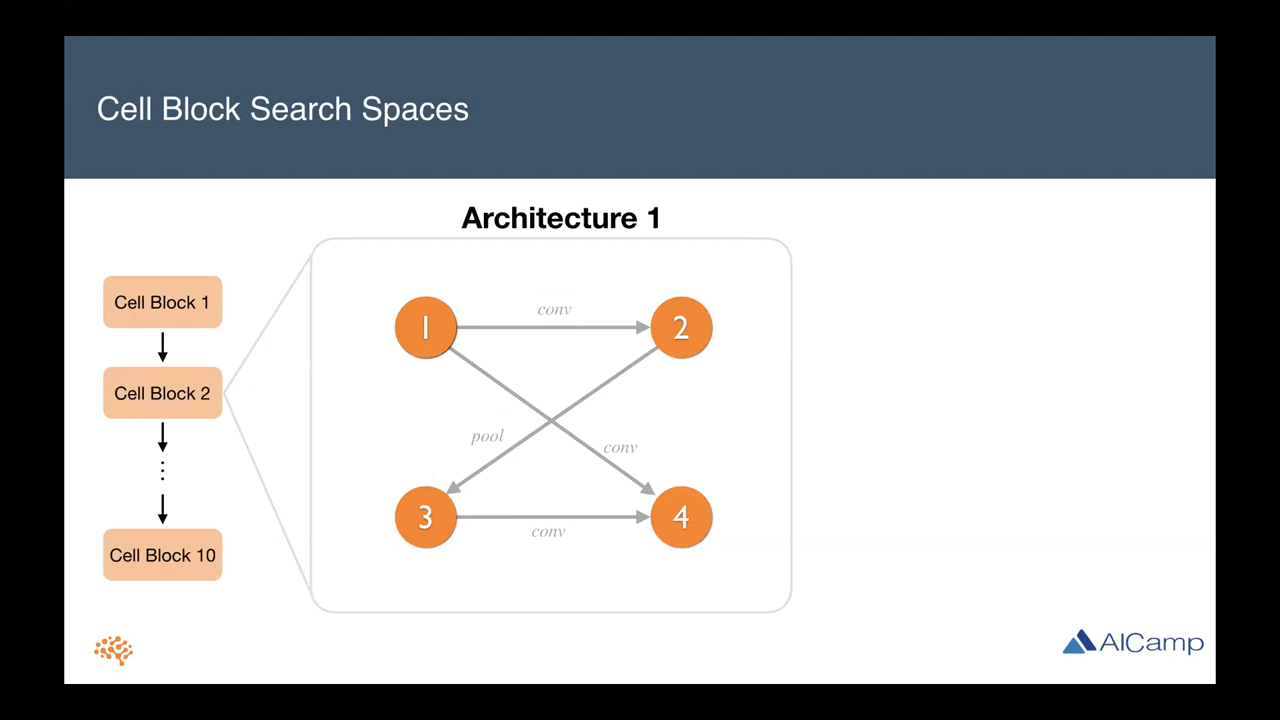 Cell Block Search Spaces
Architecture 1
Cell Block 1
Cell Block 2
⋮
Cell Block 10
1
conv
2
pool
conv
3
conv
4
AICamp